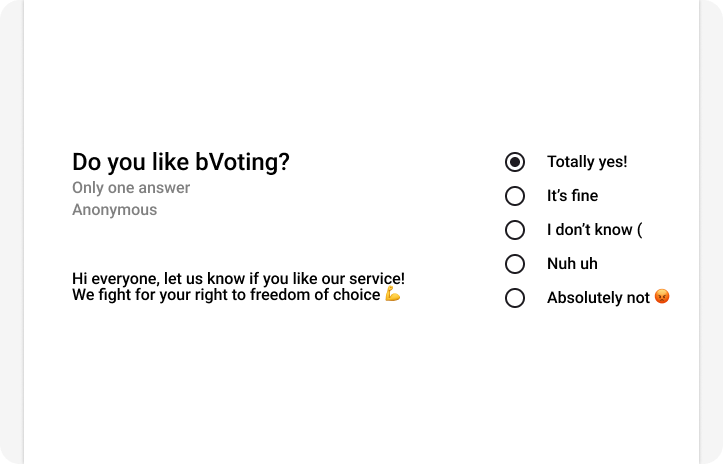 Do you like bVoting?
Only one answer
Anonymous
Hi everyone, let us know if you like our service!
We fight for your right to freedom of choice 💪
Totally yes!
It’s fine
I don’t know (
Nuh uh
Absolutely not 😡